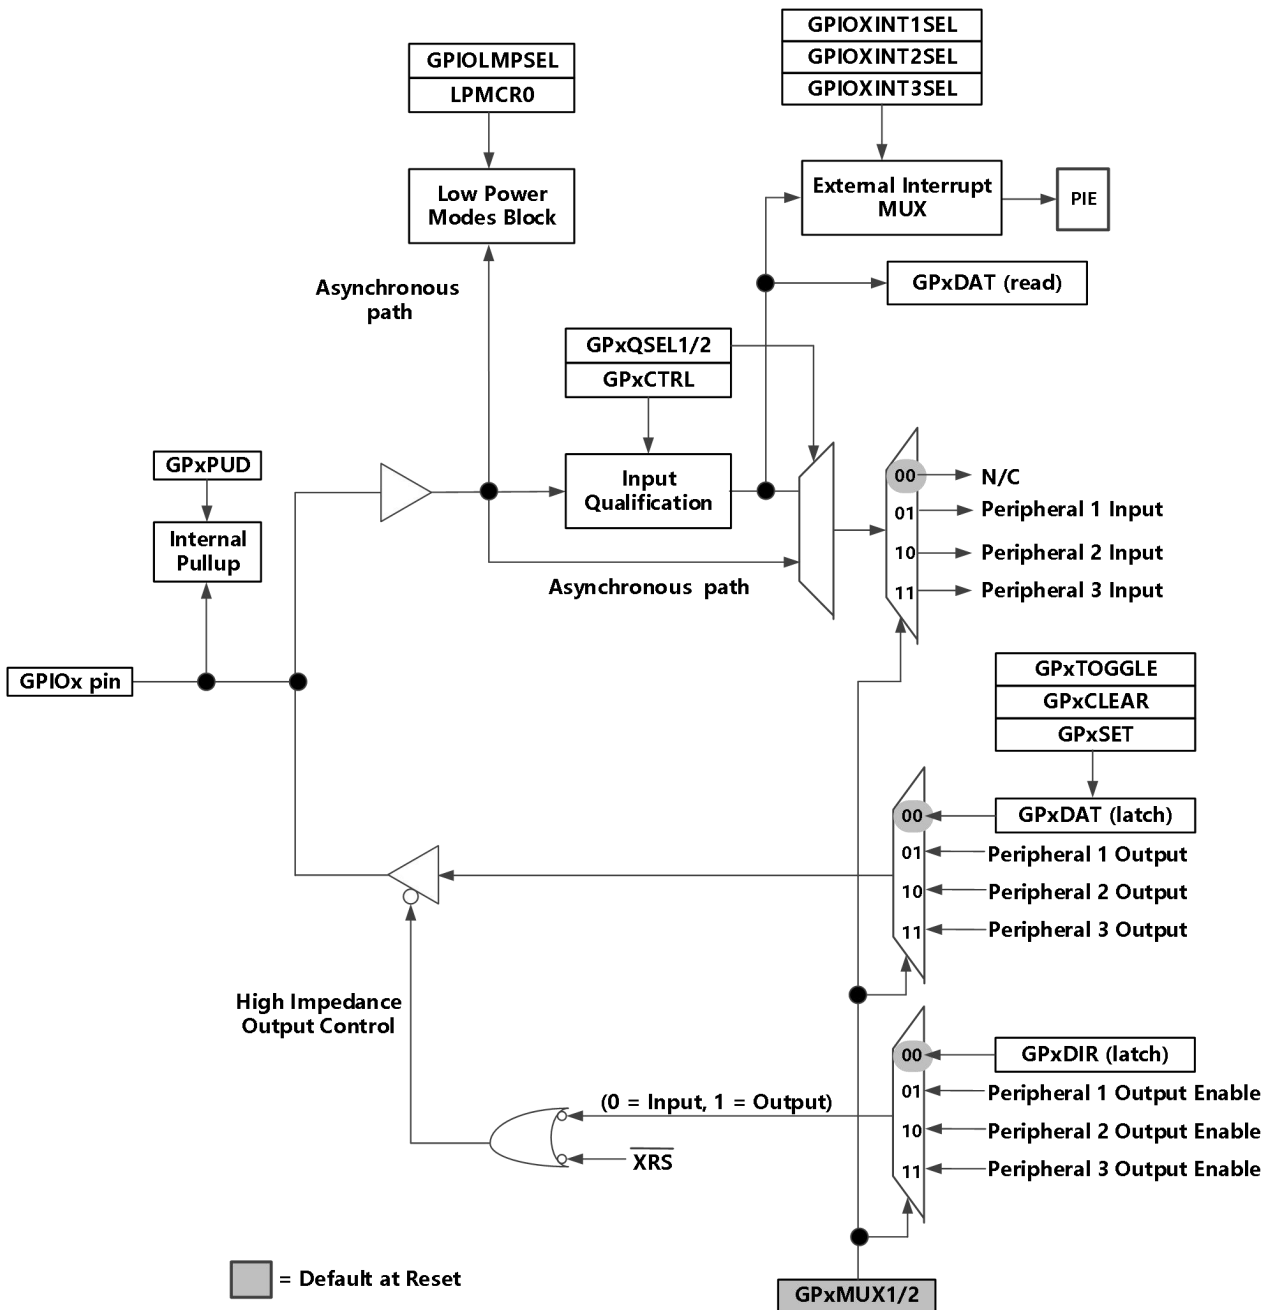 GPIOXINT1SEL
GPIOXINT2SEL
GPIOXINT3SEL
GPIOLMPSEL
LPMCR0
Low Power
Modes Block
External Interrupt
MUX
PIE
GPxDAT (read)
Asynchronous
path
GPxQSEL1/2
GPxCTRL
GPxPUD
Internal
Pullup
Input
Qualification
Asynchronous path
00
N/C
01
Peripheral 1 Input
10
Peripheral 2 Input
11
Peripheral 3 Input
GPIOx pin
GPxTOGGLE
GPxCLEAR
GPxSET
00
GPxDAT (latch)
01
Peripheral 1 Output
10
Peripheral 2 Output
11
Peripheral 3 Output
High Impedance
Output Control
00
GPxDIR (latch)
01
Peripheral 1 Output Enable
(0 = Input, 1 = Output)
10
Peripheral 2 Output Enable
XRS
11
Peripheral 3 Output Enable
= Default at Reset
GPxMUX1/2